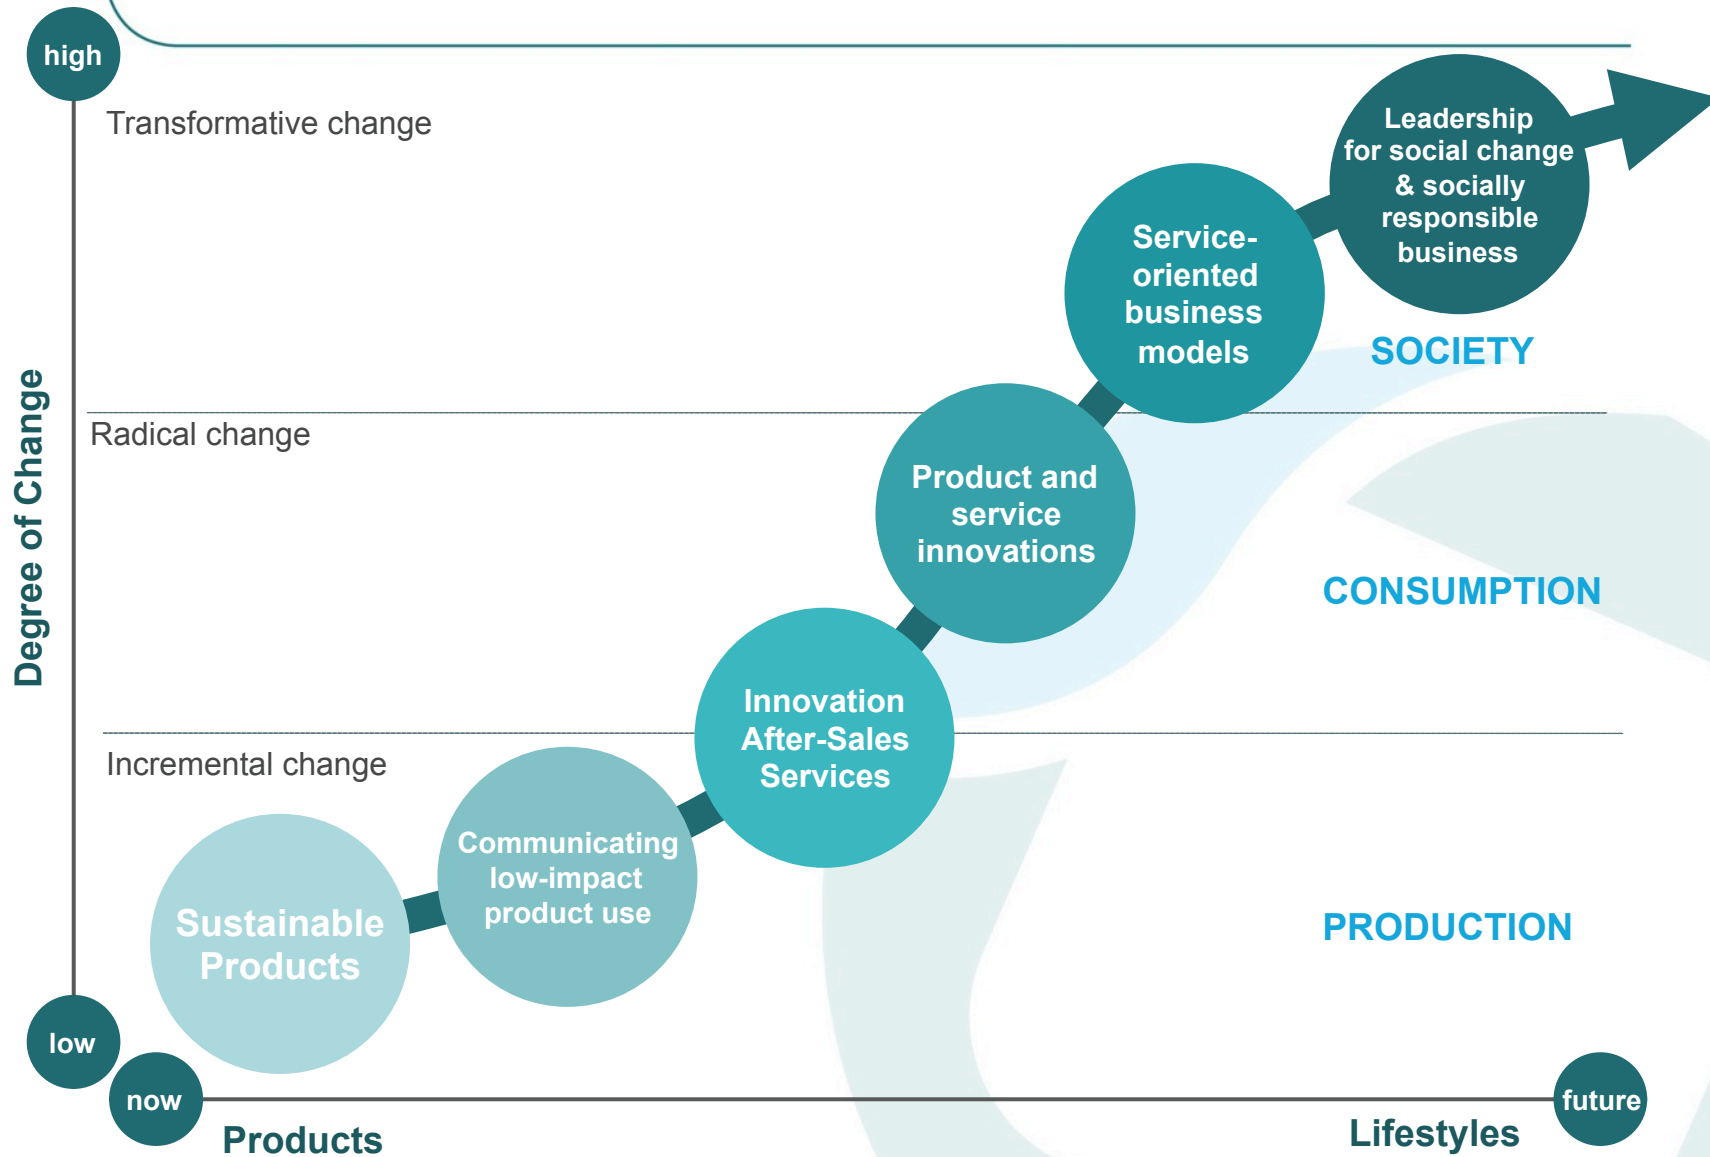 high
Transformative change
Leadership
for social change
& socially
responsible
business
Service-
oriented
business
models
SOCIETY
Degree of Change
Radical change
Product and
service
innovations
CONSUMPTION
Innovation
After-Sales
Services
Incremental change
Communicating
low-impact
product use
Sustainable
Products
PRODUCTION
low
now
future
Products
Lifestyles